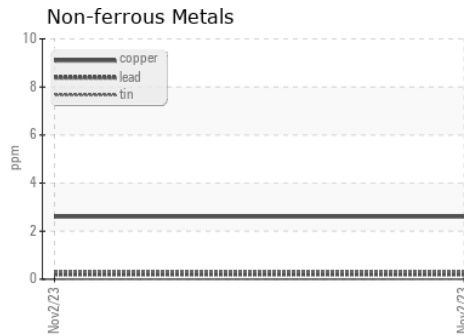 Non-ferrous Metals
10
8
6
4
2
0
ppm
copper
lead
tin
Nov2/23
Nov2/23